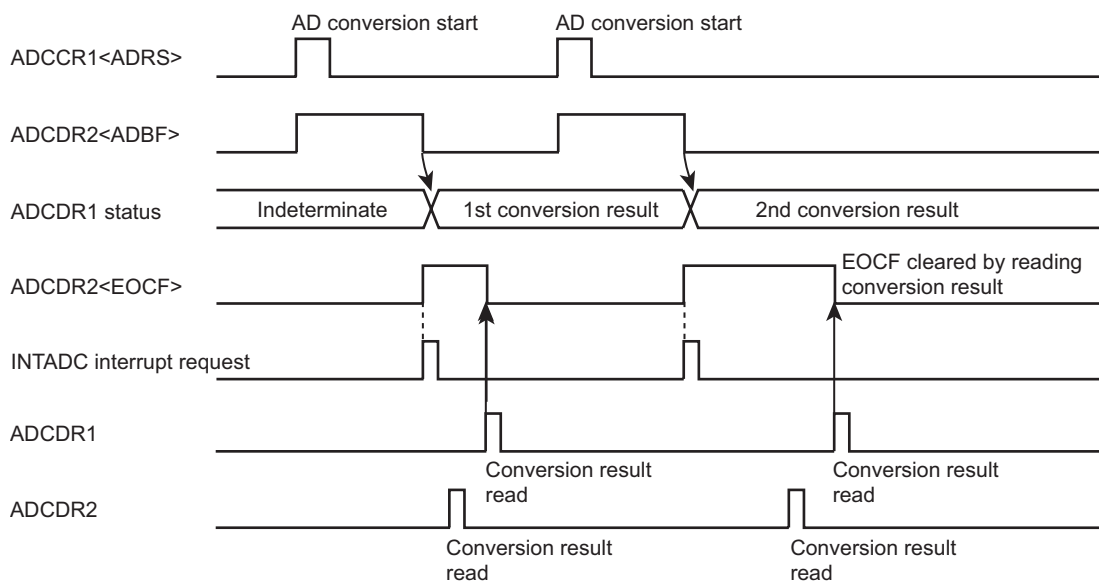 AD conversion start
AD conversion start
ADCCR1<ADRS>
ADCDR2<ADBF>
ADCDR1 status
Indeterminate
1st conversion result
2nd conversion result
ADCDR2<EOCF>
EOCF cleared by reading
conversion result
INTADC interrupt request
ADCDR1
Conversion result
read
Conversion result
read
ADCDR2
Conversion result
read
Conversion result
read